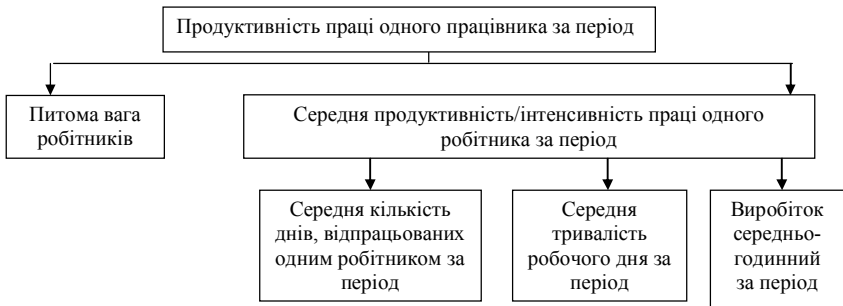 Продуктивність праці одного працівника за період
Питома вага
робітників
Середня продуктивність/інтенсивність праці одного
робітника за період
Середня кількість
днів, відпрацьованих
одним робітником за
період
Середня
тривалість
робочого дня за
період
Виробіток
середньо-
годинний
за період